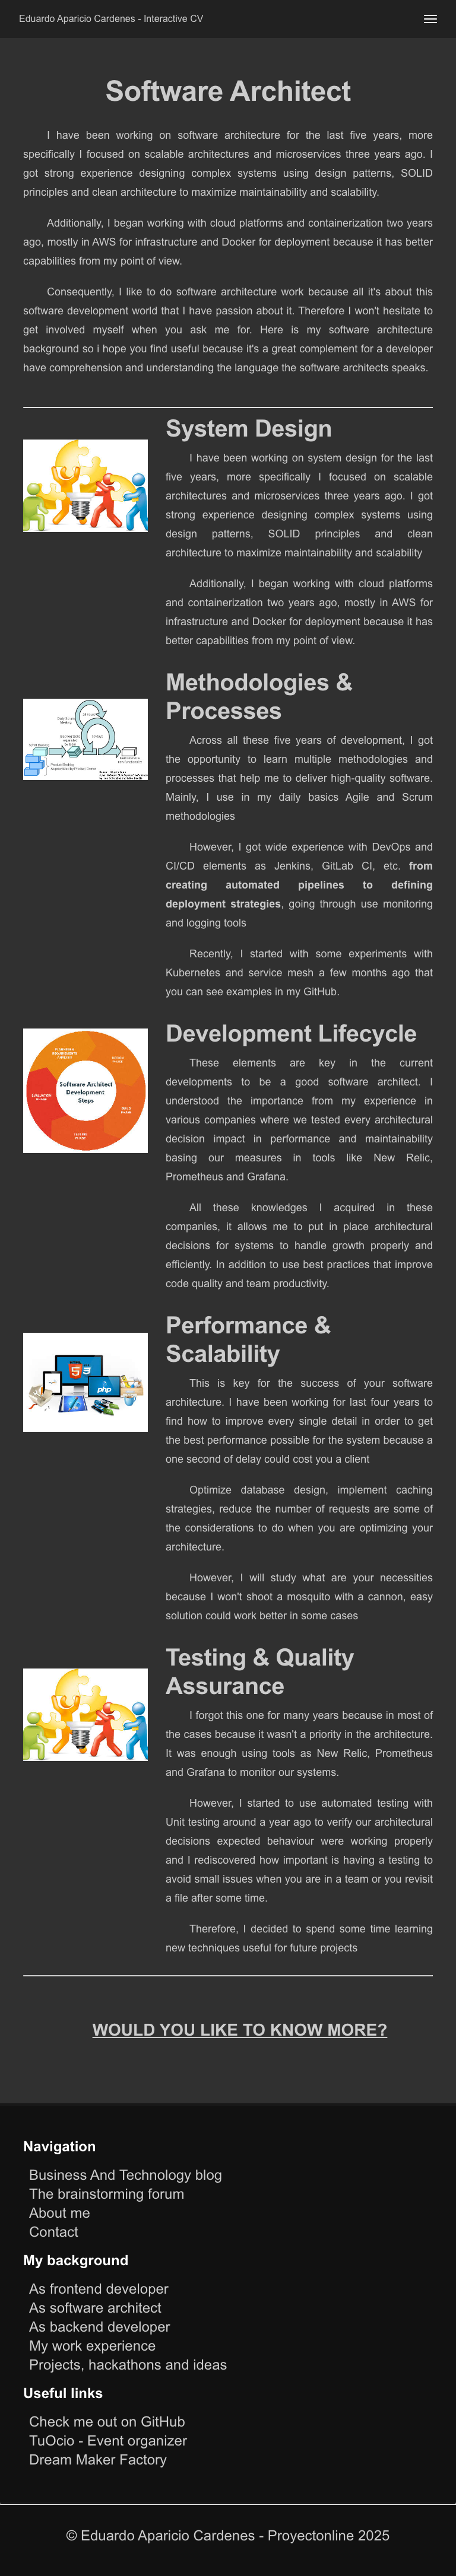 Eduardo Aparicio Cardenes - Interactive CV
Software Architect
I have been working on software architecture for the last five years, more
specifically I focused on scalable architectures and microservices three years ago. I
got strong experience designing complex systems using design patterns, SOLID
principles and clean architecture to maximize maintainability and scalability.
Additionally, I began working with cloud platforms and containerization two years
ago, mostly in AWS for infrastructure and Docker for deployment because it has better
capabilities from my point of view.
Consequently, I like to do software architecture work because all it's about this
software development world that I have passion about it. Therefore I won't hesitate to
get involved myself when you ask me for. Here is my software architecture
background so i hope you find useful because it's a great complement for a developer
have comprehension and understanding the language the software architects speaks.
System Design
I have been working on system design for the last
five years, more specifically I focused on scalable
architectures and microservices three years ago. I got
strong experience designing complex systems using
design patterns, SOLID principles and clean
architecture to maximize maintainability and scalability
Additionally, I began working with cloud platforms
and containerization two years ago, mostly in AWS for
infrastructure and Docker for deployment because it has
better capabilities from my point of view.
Methodologies &
Processes
Across all these five years of development, I got
the opportunity to learn multiple methodologies and
processes that help me to deliver high-quality software.
Mainly, I use in my daily basics Agile and Scrum
methodologies
However, I got wide experience with DevOps and
CI/CD elements as Jenkins, GitLab CI, etc. from
creating automated pipelines to defining
deployment strategies, going through use monitoring
and logging tools
Recently, I started with some experiments with
Kubernetes and service mesh a few months ago that
you can see examples in my GitHub.
Software Architect
Development
Steps
Development Lifecycle
These elements are key in the current
developments to be a good software architect. I
understood the importance from my experience in
various companies where we tested every architectural
decision impact in performance and maintainability
basing our measures in tools like New Relic,
Prometheus and Grafana.
All these knowledges I acquired in these
companies, it allows me to put in place architectural
decisions for systems to handle growth properly and
efficiently. In addition to use best practices that improve
code quality and team productivity.
php
Performance &
Scalability
This is key for the success of your software
architecture. I have been working for last four years to
find how to improve every single detail in order to get
the best performance possible for the system because a
one second of delay could cost you a client
Optimize database design, implement caching
strategies, reduce the number of requests are some of
the considerations to do when you are optimizing your
architecture.
However, I will study what are your necessities
because I won't shoot a mosquito with a cannon, easy
solution could work better in some cases
Testing & Quality
Assurance
I forgot this one for many years because in most of
the cases because it wasn't a priority in the architecture.
It was enough using tools as New Relic, Prometheus
and Grafana to monitor our systems.
However, I started to use automated testing with
Unit testing around a year ago to verify our architectural
decisions expected behaviour were working properly
and I rediscovered how important is having a testing to
avoid small issues when you are in a team or you revisit
a file after some time.
Therefore, I decided to spend some time learning
new techniques useful for future projects
WOULD YOU LIKE TO KNOW MORE?
Navigation
Business And Technology blog
The brainstorming forum
About me
Contact
My background
As frontend developer
As software architect
As backend developer
My work experience
Projects, hackathons and ideas
Useful links
Check me out on GitHub
TuOcio - Event organizer
Dream Maker Factory
© Eduardo Aparicio Cardenes - Proyectonline 2025